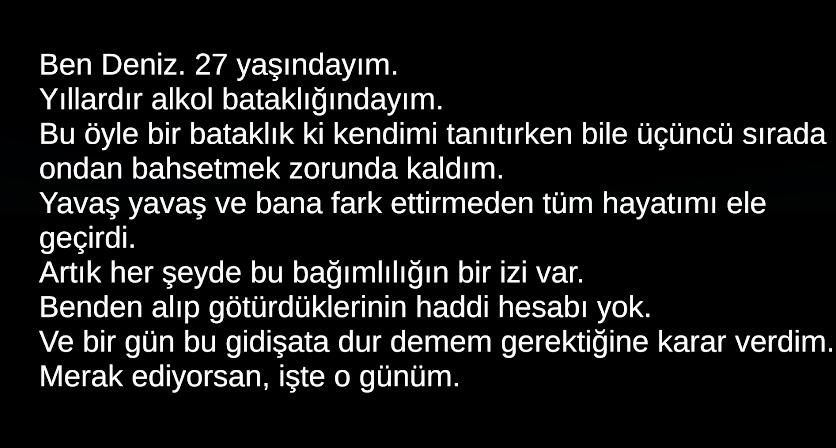 Ben Deniz. 27 yaşındayım.
Yıllardır alkol bataklığındayım.
Bu öyle bir bataklık ki kendimi tanıtırken bile üçüncü sırada
ondan bahsetmek zorunda kaldım.
Yavaş yavaş ve bana fark ettirmeden tüm hayatımı ele
geçirdi.
Artık her şeyde bu bağımlılığın bir izi var.
Benden alıp götürdüklerinin haddi hesabı yok.
Ve bir gün bu gidişata dur demem gerektiğine karar verdim.
Merak ediyorsan, işte o günüm.